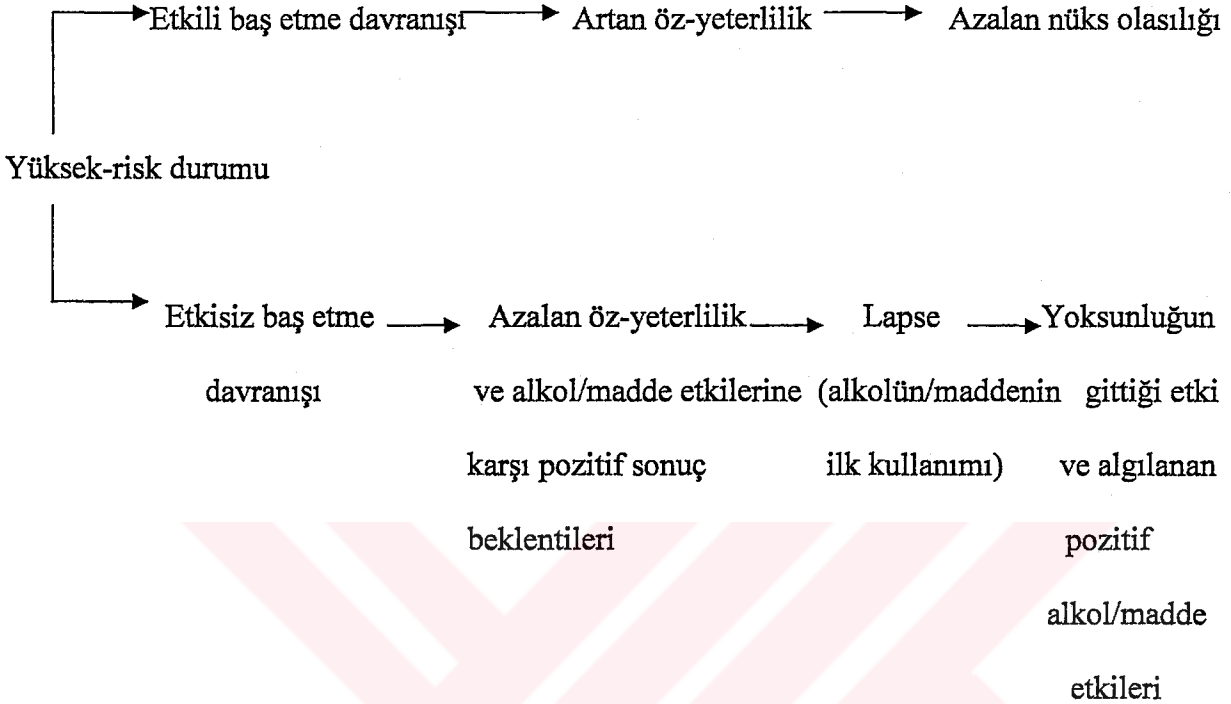 Etkili baş etme davranışı Artan öz-yeterlilik Azalan nüks olasılığı
Yüksek-risk durumu
Etkisiz baş etme Azalan öz-yeterlilik Lapse Yoksunluğun
davranışı ve alkol/madde etkilerine (alkolün/maddenin gittiği etki
karşı pozitif sonuç ilk kullanımı) ve algılanan
beklentileri pozitif
alkol/madde
etkileri